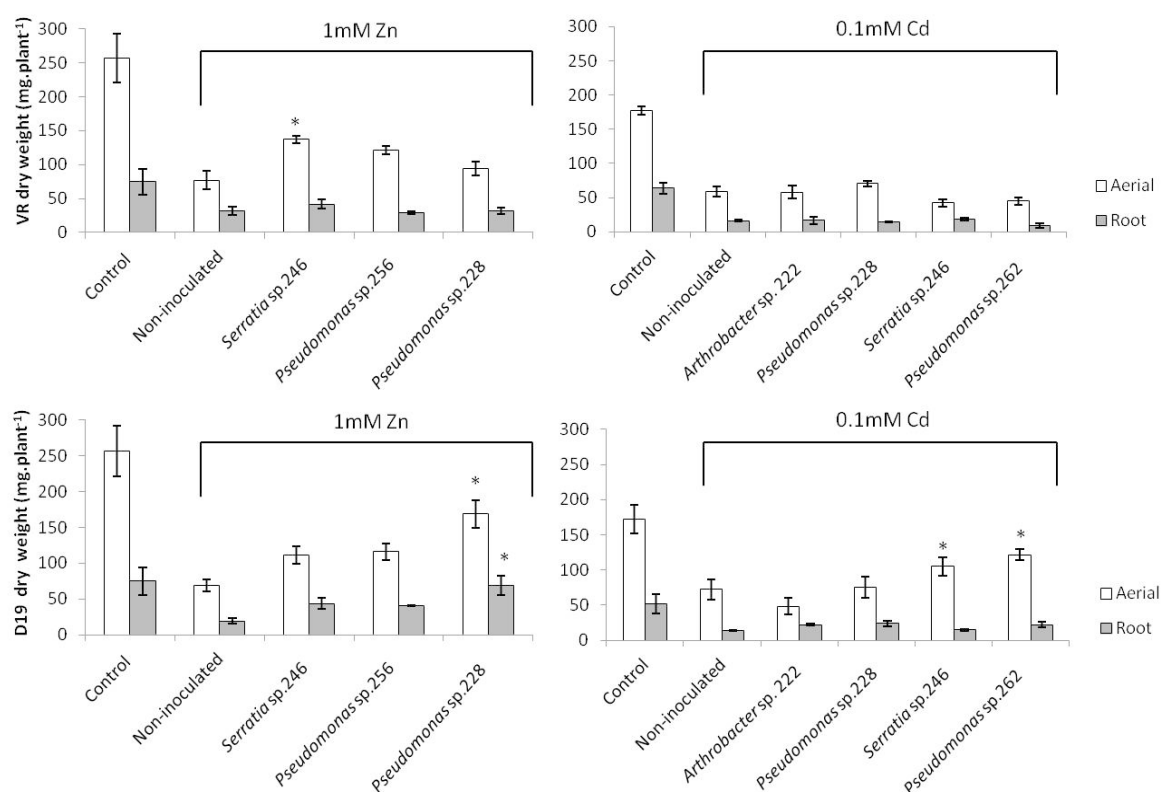 1mM Zn
VR dry weight (mg.plant-1)
300
250
200
150
100
50
0
Control
Non-inoculated
Serratia sp.246
Pseudomonas sp.256
Pseudomonas sp.228
*
0.1mM Cd
300
250
200
150
100
50
0
Control
Non-inoculated
Arthrobacter sp. 222
Pseudomonas sp.228
Serratia sp.246
Pseudomonas sp.262
Aerial
Root
1mM Zn
D19 dry weight (mg.plant-1)
300
250
200
150
100
50
0
Control
Non-inoculated
Serratia sp.246
Pseudomonas sp.256
Pseudomonas sp.228
*
*
0.1mM Cd
300
250
200
150
100
50
0
Control
Non-inoculated
Arthrobacter sp. 222
Pseudomonas sp.228
Serratia sp.246
Pseudomonas sp.262
*
*
Aerial
Root